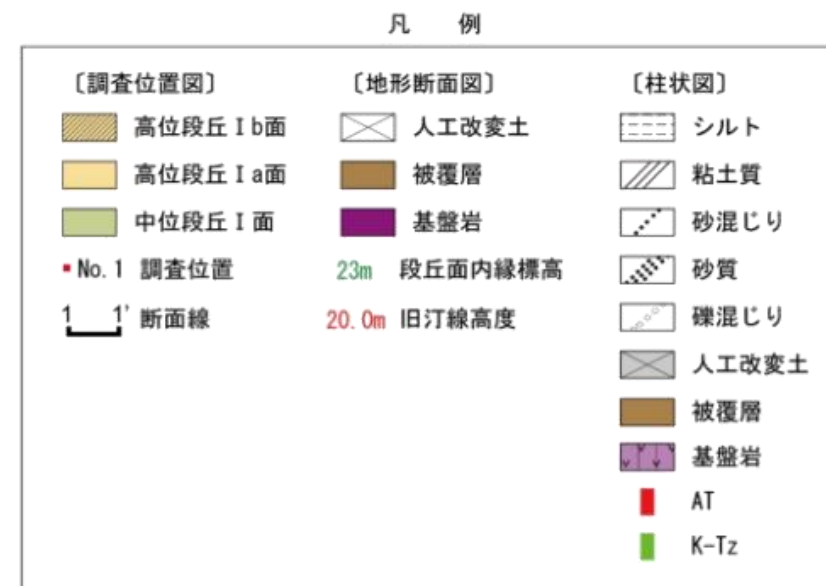 凡 例
〔調査位置図〕
高位段丘Ⅰb面
高位段丘Ⅰa面
中位段丘Ⅰ面
No. 1 調査位置
1 1' 断面線
〔地形断面図〕
人工改変土
被覆層
基盤岩
23m 段丘面内縁標高
20.0m 旧汀線高度
〔柱状図〕
シルト
粘土質
砂混じり
砂質
礫混じり
人工改変土
被覆層
基盤岩
AT
K-Tz